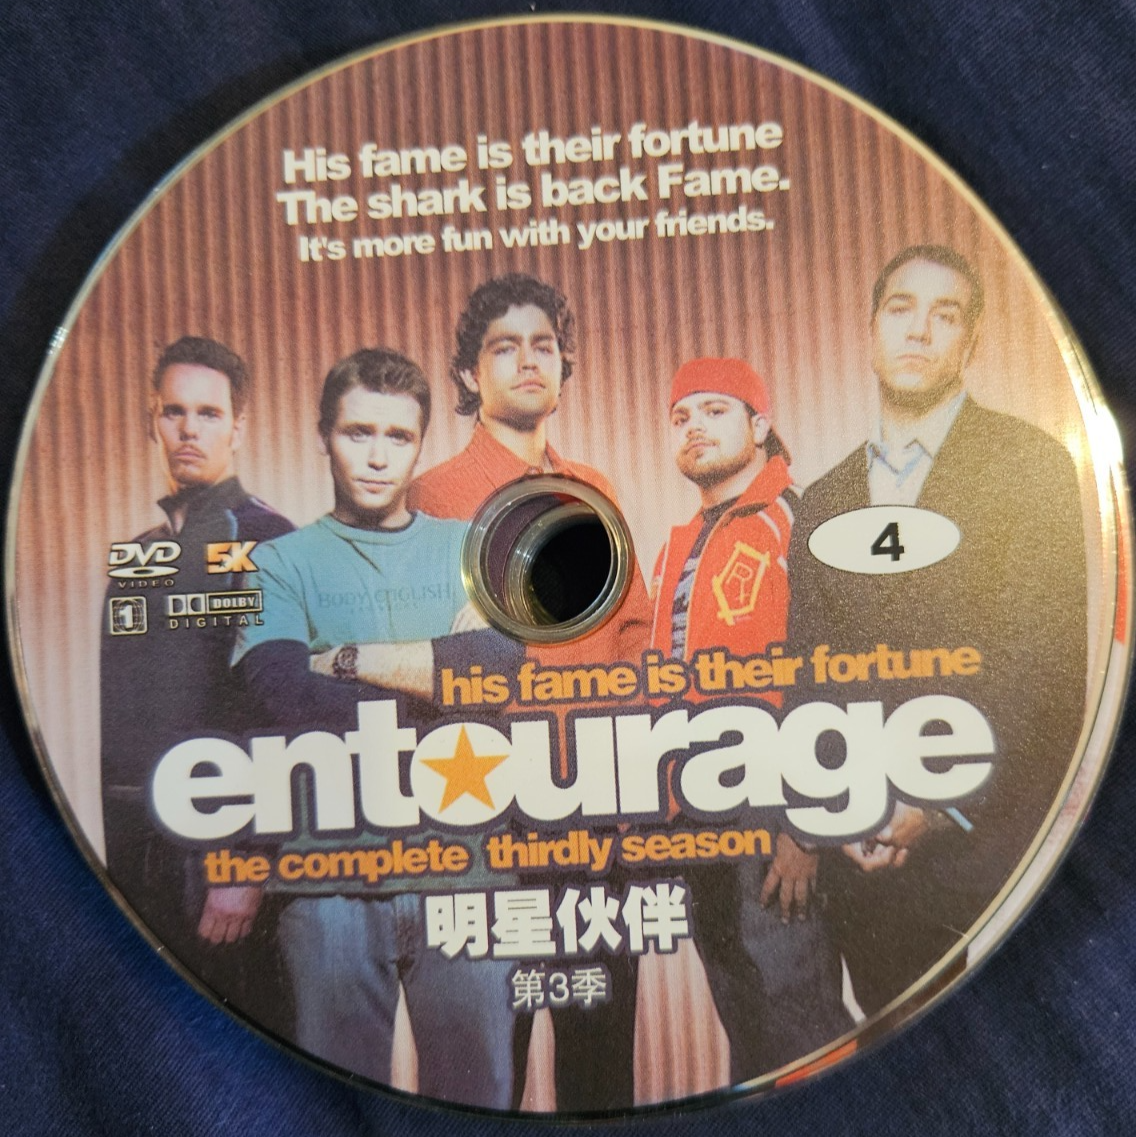 His fame is their fortune
The shark is back Fame.
It's more fun with your friends.
DVD
VIDEO
5K
1
DOLBY
DIGITAL
BODY ENGLISH
4
his fame is their fortune
entourage
the complete thirdly season
明星伙伴
第3季